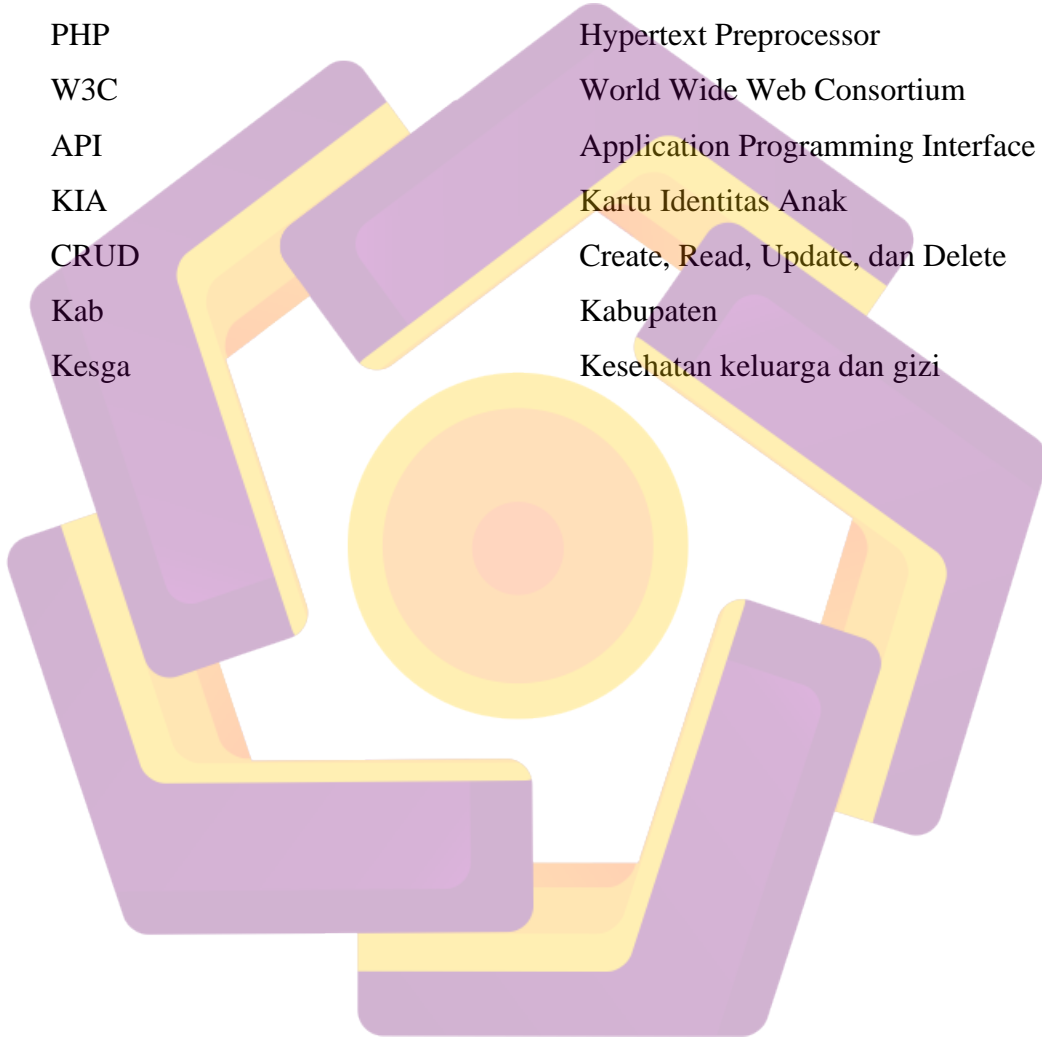 PHP Hypertext Preprocessor
W3C World Wide Web Consortium
API Application Programming Interface
KIA Kartu Identitas Anak
CRUD Create, Read, Update, dan Delete
Kab Kabupaten
Kesga Kesehatan keluarga dan gizi